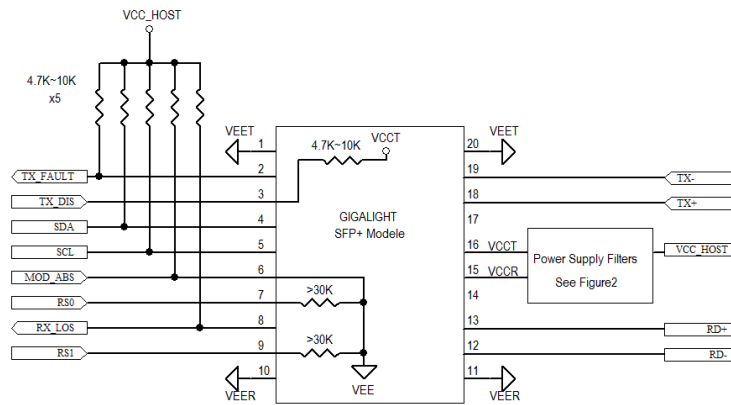 VCC_HOST
4.7K~10K
x5
VEET
1
4.7K~10K
VCCT
20
VEET
TX_FAULT
2
19
TX-
TX_DIS
3
18
TX+
SDA
4
GIGALIGHT
17
SCL
5
SFP+ Modele
16
VCCT
Power Supply Filters
VCC_HOST
MOD_ABS
6
15
VCCR
See Figure2
RS0
7
>30K
14
RX_LOS
8
13
RD+
RS1
9
>30K
12
RD-
VEER
10
VEE
11
VEER